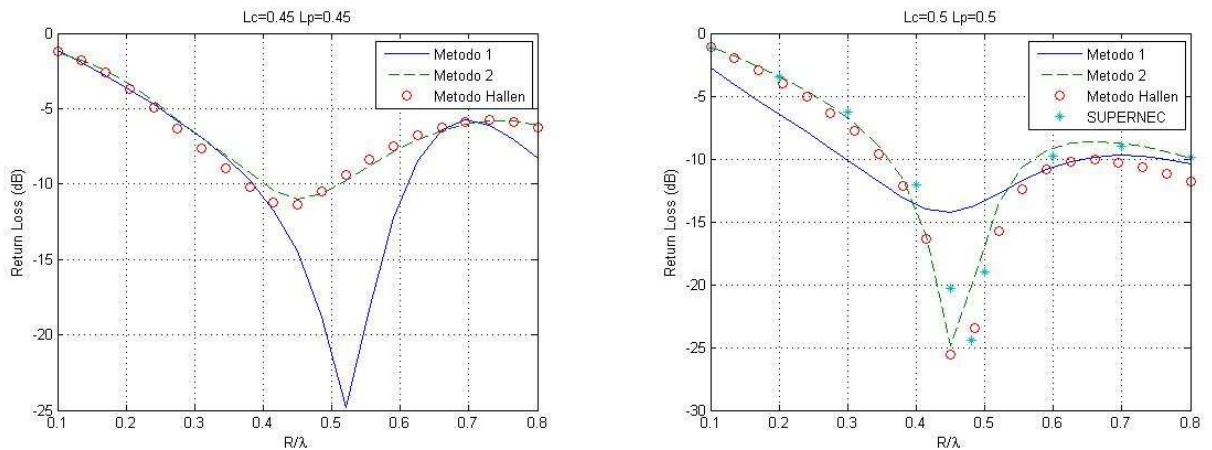 Lc=0.45 Lp=0.45
0
-5
-10
-15
-20
-25
Return Loss (dB)
0.1 0.2 0.3 0.4 0.5 0.6 0.7 0.8
R/λ
Metodo 1
Metodo 2
Metodo Hallen
Lc=0.5 Lp=0.5
0
-5
-10
-15
-20
-25
-30
Return Loss (dB)
0.1 0.2 0.3 0.4 0.5 0.6 0.7 0.8
R/λ
Metodo 1
Metodo 2
Metodo Hallen
SUPERNEC